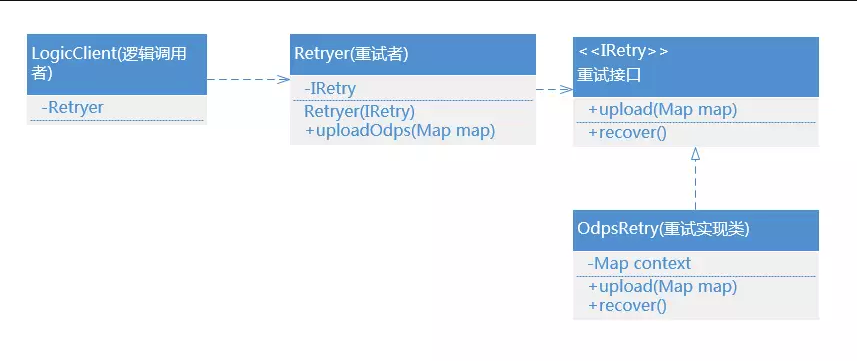 LogicClient(逻辑调用
者)
-Retryer
Retryer(重试者)
-IRetry
Retryer(IRetry)
+uploadOdps(Map map)
<<IRetry>>
重试接口
+upload(Map map)
+recover()
OdpsRetry(重试实现类)
-Map context
+upload(Map map)
+recover()